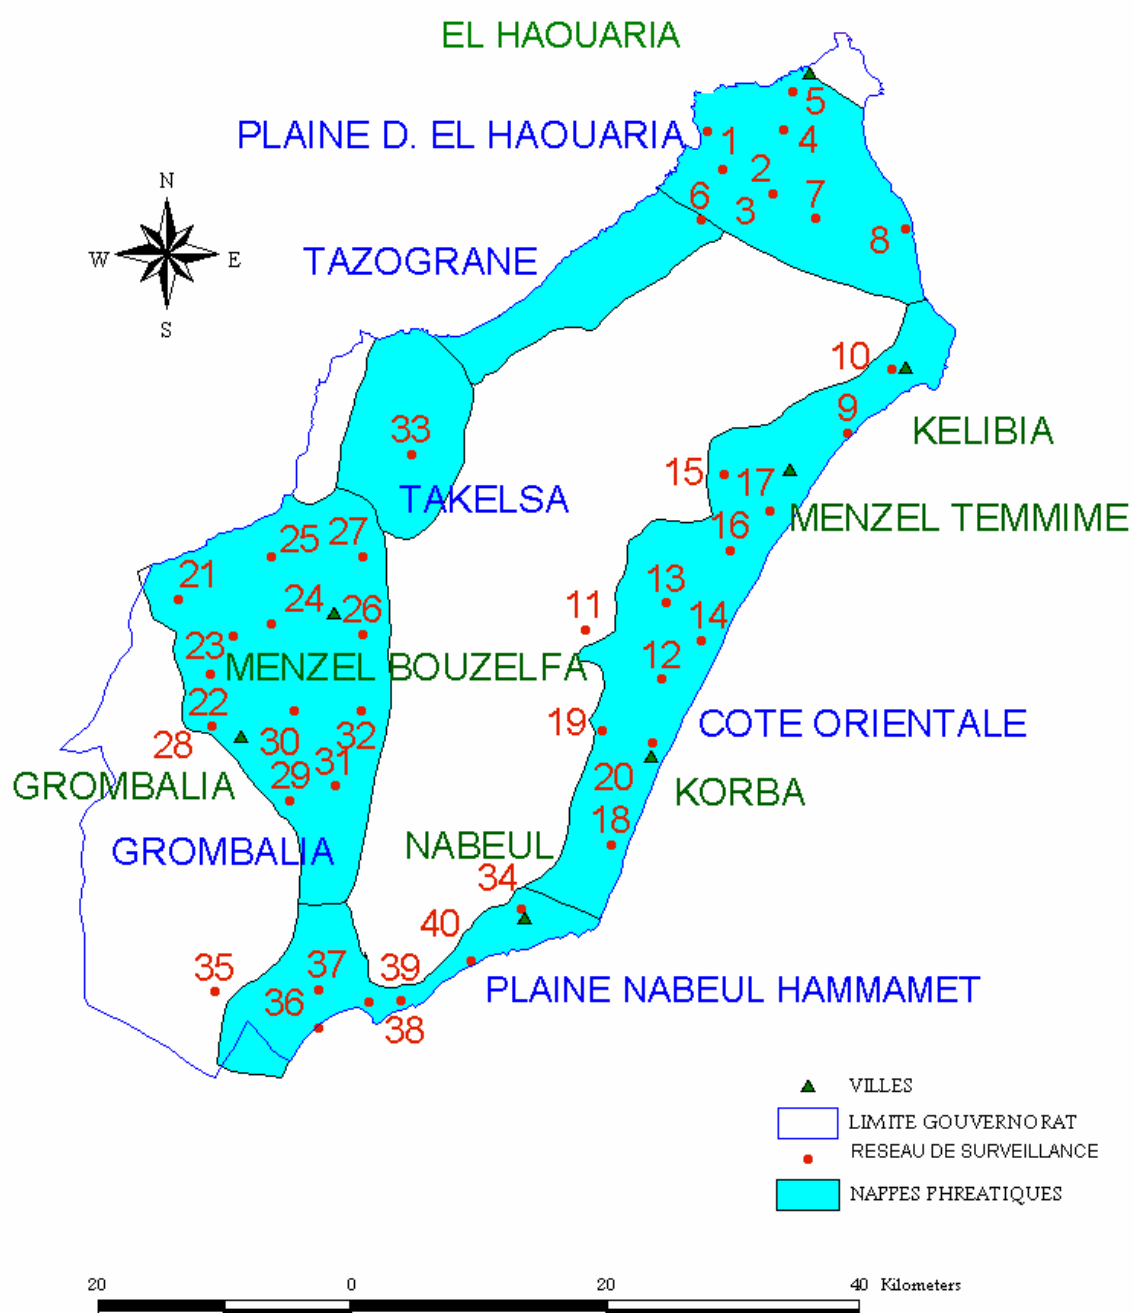 EL HAOUARIA
5
PLAINE D. EL HAOUARIA
1
4
2
N
6
3
7
8
W
E
TAZOGRANE
S
10
9
KELIBIA
33
15
17
TAKELSA
MENZEL TEMMIME
25
27
16
21
24
26
11
13
14
23
MENZEL BOUZELFA
12
22
19
COTE ORIENTALE
28
30
32
31
29
20
GROMBALIA
KORBA
18
GROMBALIA
NABEUL
34
40
35
37
39
36
PLAINE NABEUL HAMMAMET
38
VILLES
LIMITE GOUVERNORAT
RESEAU DE SURVEILLANCE
NAPPES PHREATIQUES
20 0 20 40 Kilometers